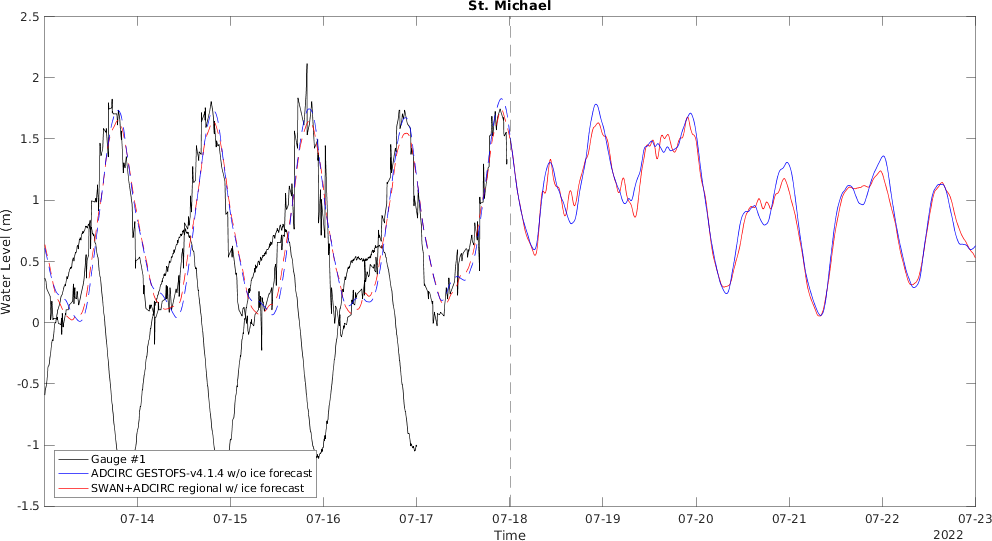 St. Michael
2.5
2
1.5
1
0.5
0
-0.5
-1
-1.5
Water Level (m)
Gauge #1
ADCIRC GESTOFS-v4.1.4 w/o ice forecast
SWAN+ADCIRC regional w/ ice forecast
07-14 07-15 07-16 07-17 07-18 07-19 07-20 07-21 07-22 07-23
Time
2022